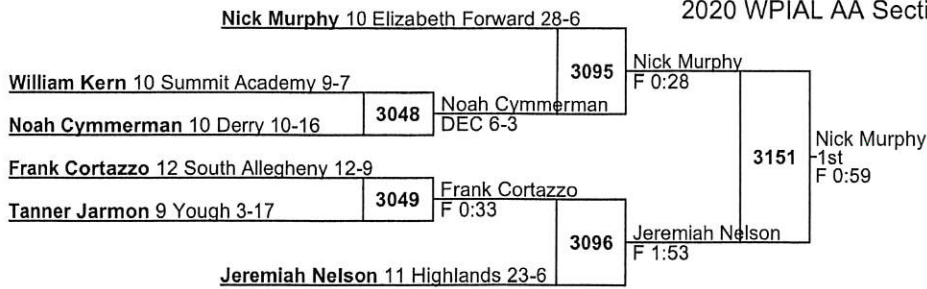 2020 WPIAL AA Secti
Nick Murphy 10 Elizabeth Forward 28-6
3095
Nick Murphy
F 0:28
William Kern 10 Summit Academy 9-7
3048
Noah Cymmerman
DEC 6-3
Noah Cymmerman 10 Derry 10-16
3151
Nick Murphy
1st
F 0:59
Frank Cortazzo 12 South Allegheny 12-9
3049
Frank Cortazzo
F 0:33
Tanner Jarmon 9 Yough 3-17
3096
Jeremiah Nelson
F 1:53
Jeremiah Nelson 11 Highlands 23-6